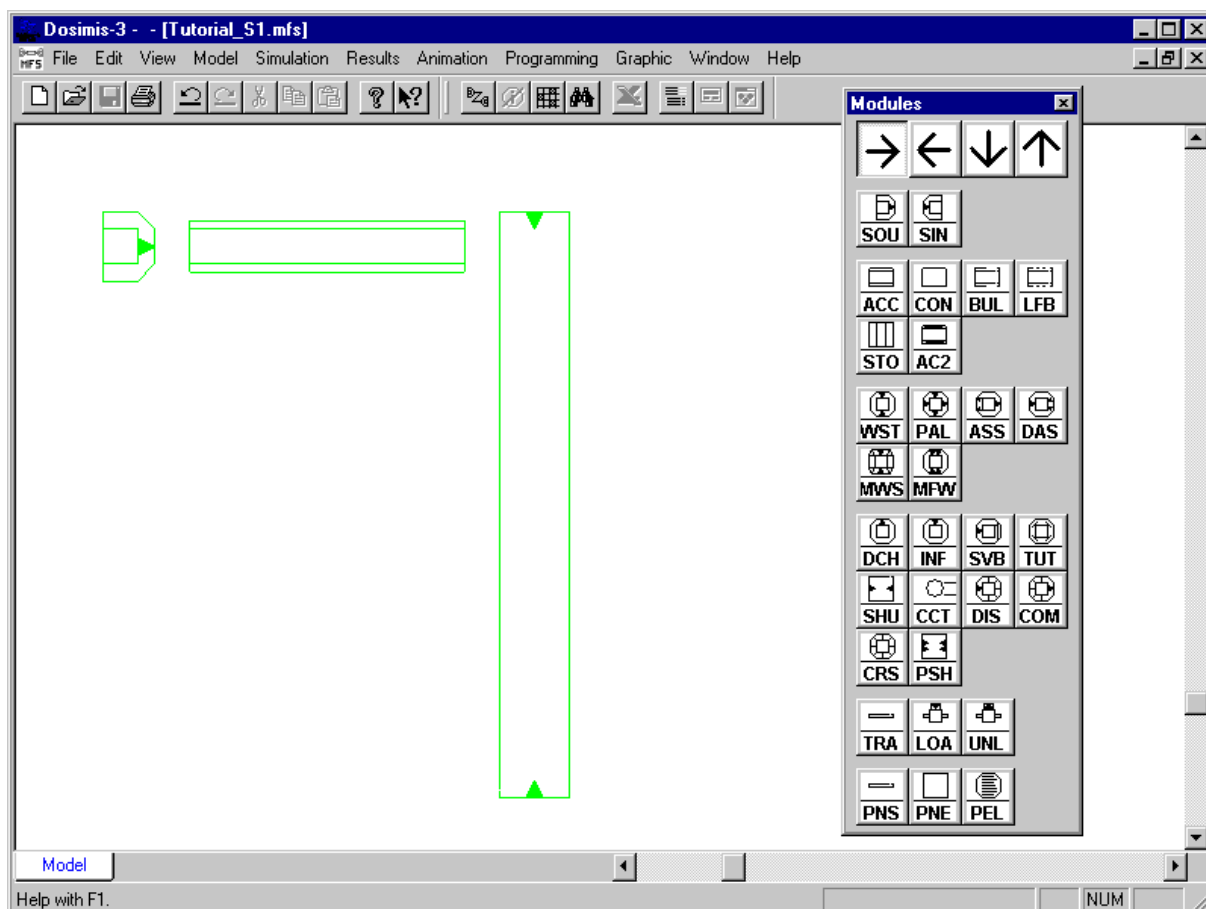 Dosimis-3 - - [Tutorial_S1.mfs]
MFS File Edit View Model Simulation Results Animation Programming Graphic Window Help
Modules
SOU SIN
ACC CON BUL LFB
STO AC2
WST PAL ASS DAS
MWS MFW
DCH INF SVB TUT
SHU CCT DIS COM
CRS PSH
TRA LOA UNL
PNS PNE PEL
Model
Help with F1.
NUM